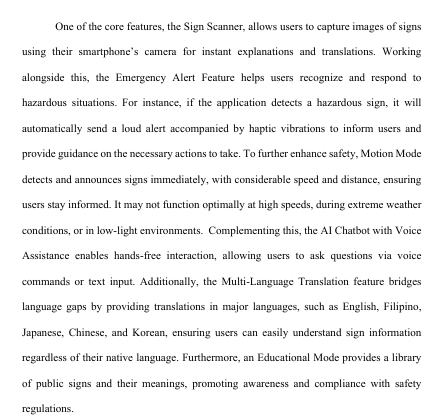 One of the core features, the Sign Scanner, allows users to capture images of signs
using their smartphone's camera for instant explanations and translations. Working
alongside this, the Emergency Alert Feature helps users recognize and respond to
hazardous situations. For instance, if the application detects a hazardous sign, it will
automatically send a loud alert accompanied by haptic vibrations to inform users and
provide guidance on the necessary actions to take. To further enhance safety, Motion Mode
detects and announces signs immediately, with considerable speed and distance, ensuring
users stay informed. It may not function optimally at high speeds, during extreme weather
conditions, or in low-light environments. Complementing this, the AI Chatbot with Voice
Assistance enables hands-free interaction, allowing users to ask questions via voice
commands or text input. Additionally, the Multi-Language Translation feature bridges
language gaps by providing translations in major languages, such as English, Filipino,
Japanese, Chinese, and Korean, ensuring users can easily understand sign information
regardless of their native language. Furthermore, an Educational Mode provides a library
of public signs and their meanings, promoting awareness and compliance with safety
regulations.